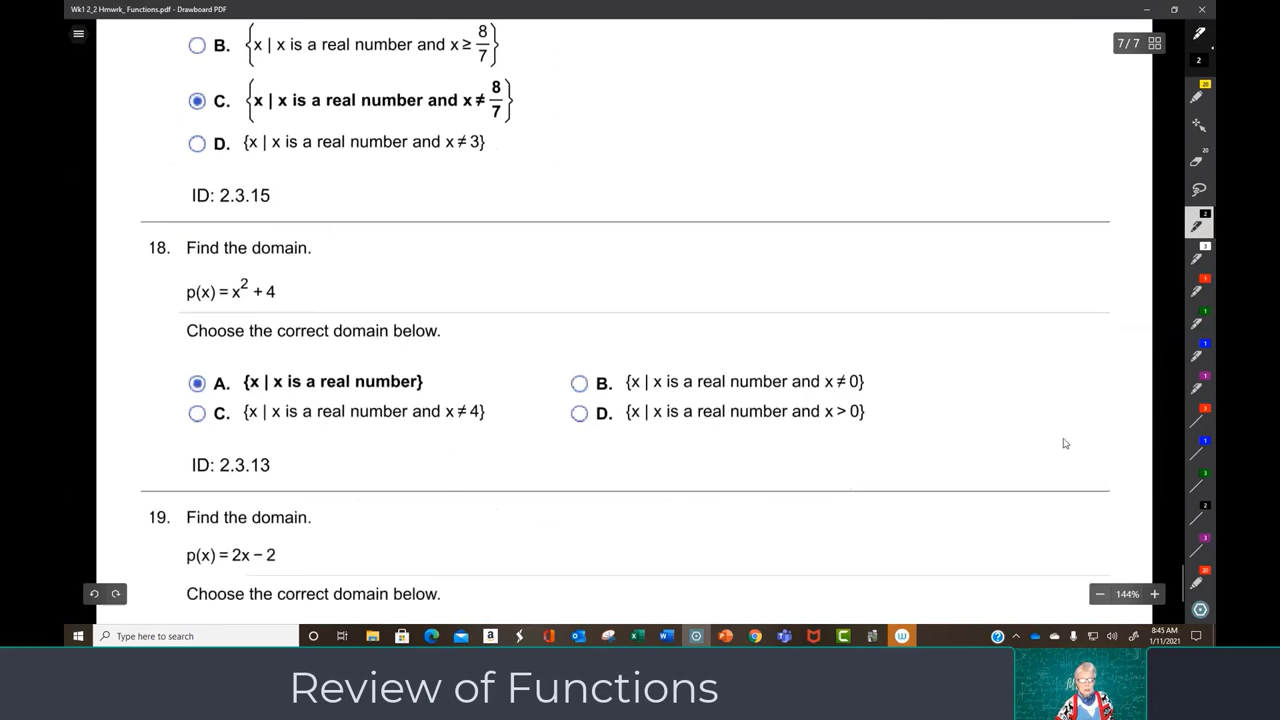 Wk1 2_2 Hmwrk_ Functions.pdf - Drawboard PDF
B. {x | x is a real number and x ≥ 8/7}
7 / 7
C. {x | x is a real number and x ≠ 8/7}
D. {x | x is a real number and x ≠ 3}
ID: 2.3.15
18. Find the domain.
p(x) = x² + 4
Choose the correct domain below.
A. {x | x is a real number}
B. {x | x is a real number and x ≠ 0}
C. {x | x is a real number and x ≠ 4}
D. {x | x is a real number and x > 0}
ID: 2.3.13
19. Find the domain.
p(x) = 2x − 2
Choose the correct domain below.
144%
Type here to search
8:45 AM
1/11/2021
Review of Functions